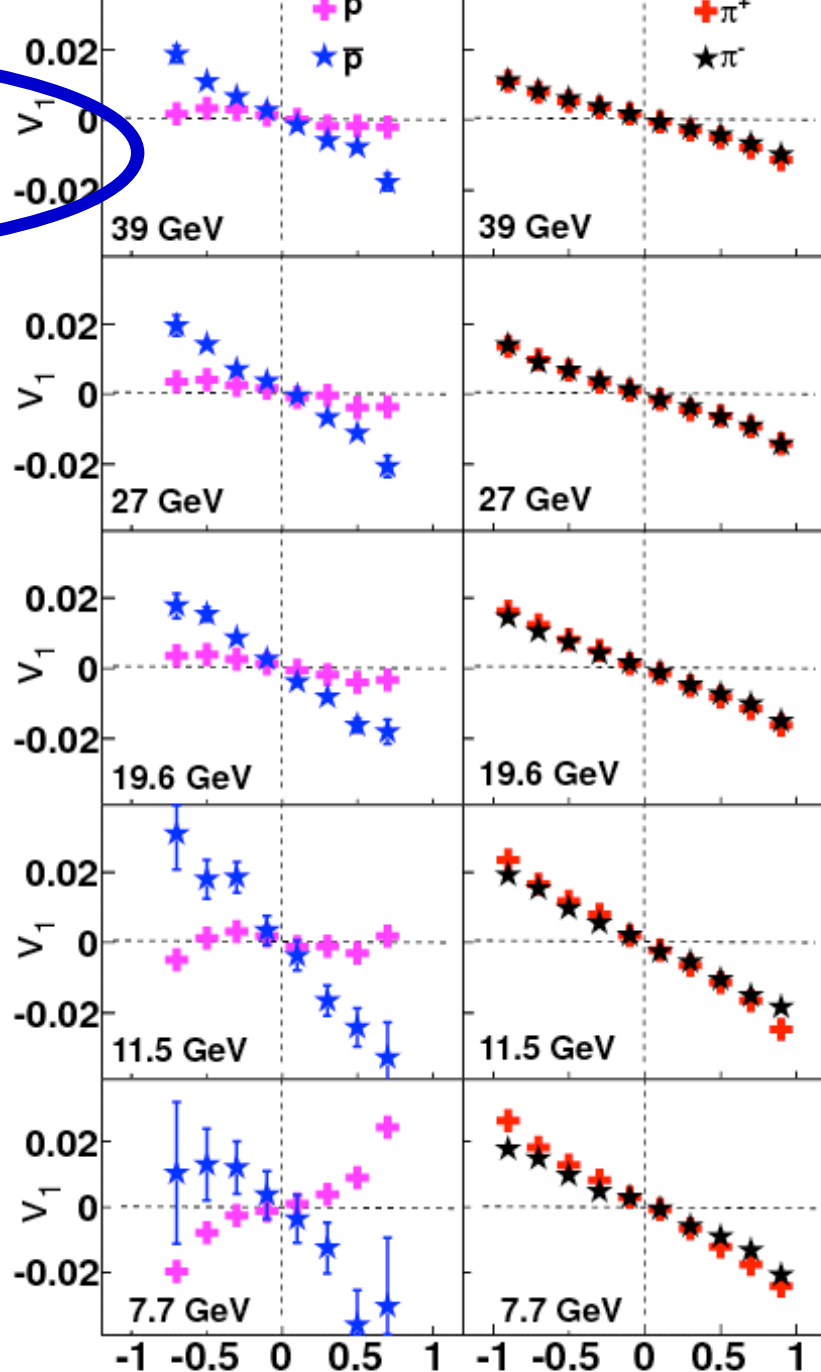 p π⁺
0.02 p̅ π⁻
V₁ 0
-0.02
39 GeV 39 GeV
0.02
V₁ 0
-0.02
27 GeV 27 GeV
0.02
V₁ 0
-0.02
19.6 GeV 19.6 GeV
0.02
V₁ 0
-0.02
11.5 GeV 11.5 GeV
0.02
V₁ 0
-0.02
7.7 GeV 7.7 GeV
-1 -0.5 0 0.5 1 -1 -0.5 0 0.5 1